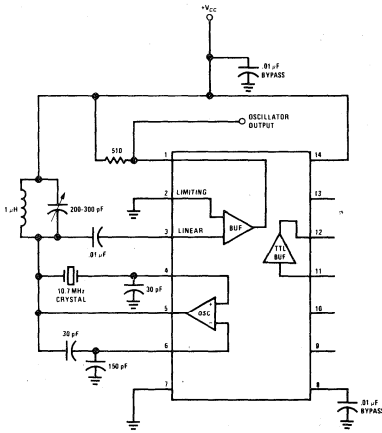 +VCC
.01 µF
BYPASS
OSCILLATOR
OUTPUT
510
1
14
2
LIMITING
13
1 µH
200-300 pF
BUF
3
LINEAR
12
.01 µF
TTL
BUF
4
11
10.7 MHz
CRYSTAL
30 pF
+
5
OSC
10
-
30 pF
6
9
150 pF
7
8
.01 µF
BYPASS